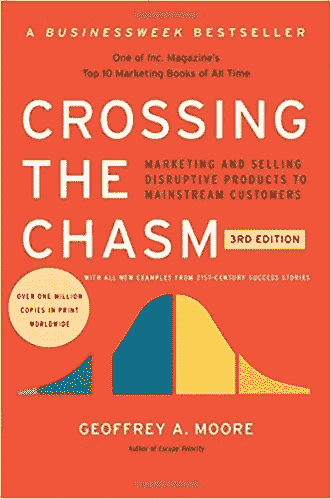 A BUSINESSWEEK BESTSELLER
One of Inc. Magazine's
Top 10 Marketing Books of All Time
CROSSING
THE
CHASM
MARKETING AND SELLING
DISRUPTIVE PRODUCTS TO
MAINSTREAM CUSTOMERS
3RD EDITION
WITH ALL NEW EXAMPLES FROM 21ST-CENTURY SUCCESS STORIES
OVER ONE MILLION
COPIES IN PRINT
WORLDWIDE
GEOFFREY A. MOORE
Author of Escape Velocity